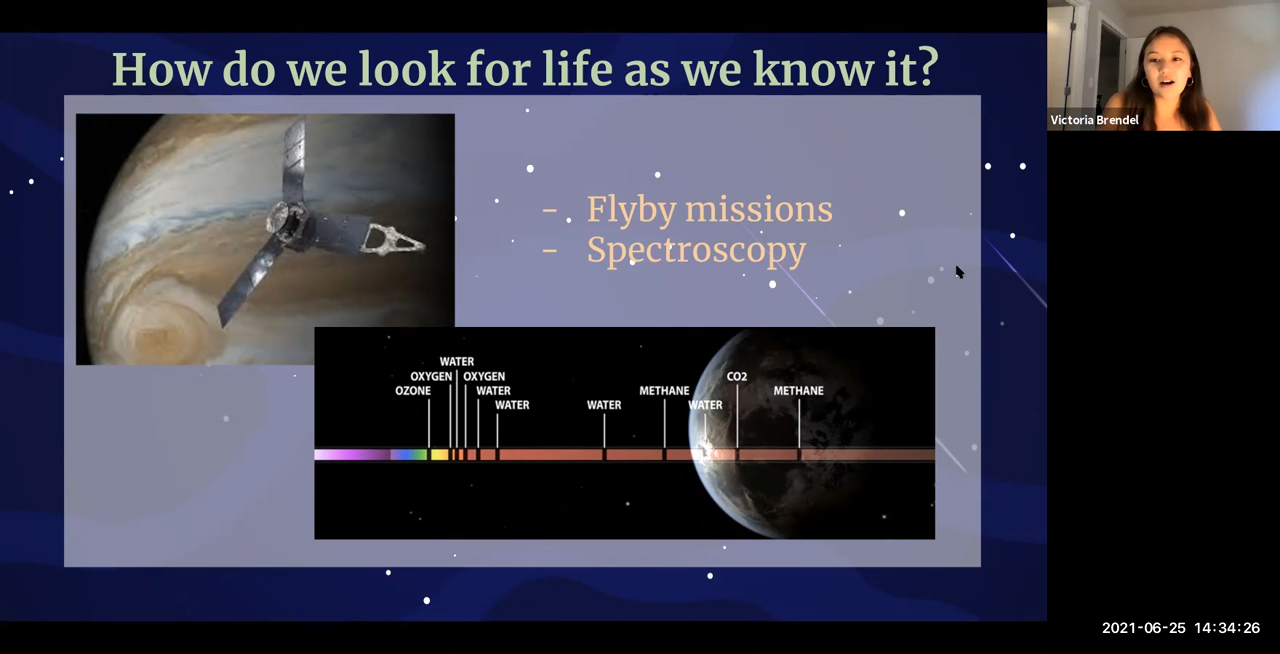 How do we look for life as we know it?
Victoria Brendel
- Flyby missions
- Spectroscopy
WATER
OXYGEN OXYGEN CO2
OZONE WATER METHANE METHANE
WATER WATER WATER
2021-06-25 14:34:26